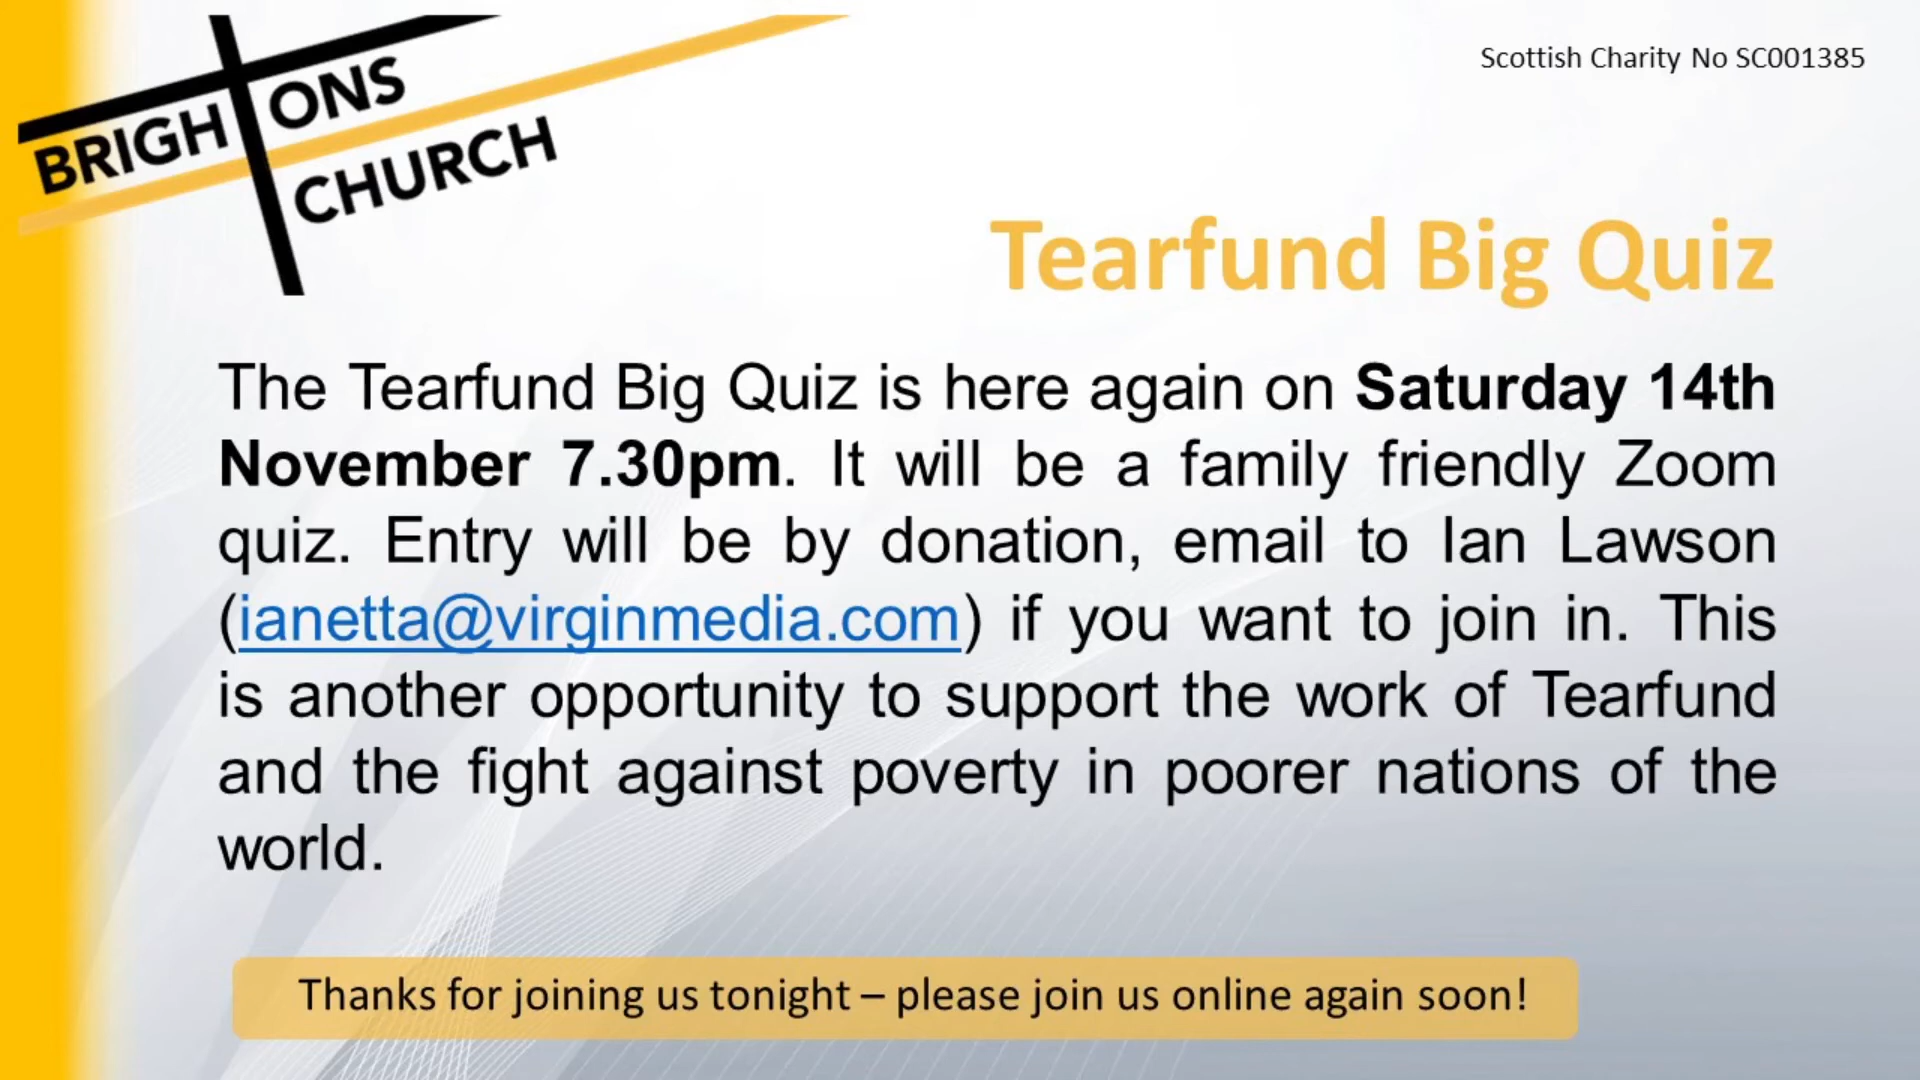 BRIGHTONS
CHURCH
Scottish Charity No SC001385
Tearfund Big Quiz
The Tearfund Big Quiz is here again on Saturday 14th
November 7.30pm. It will be a family friendly Zoom
quiz. Entry will be by donation, email to Ian Lawson
(ianetta@virginmedia.com) if you want to join in. This
is another opportunity to support the work of Tearfund
and the fight against poverty in poorer nations of the
world.
Thanks for joining us tonight – please join us online again soon!